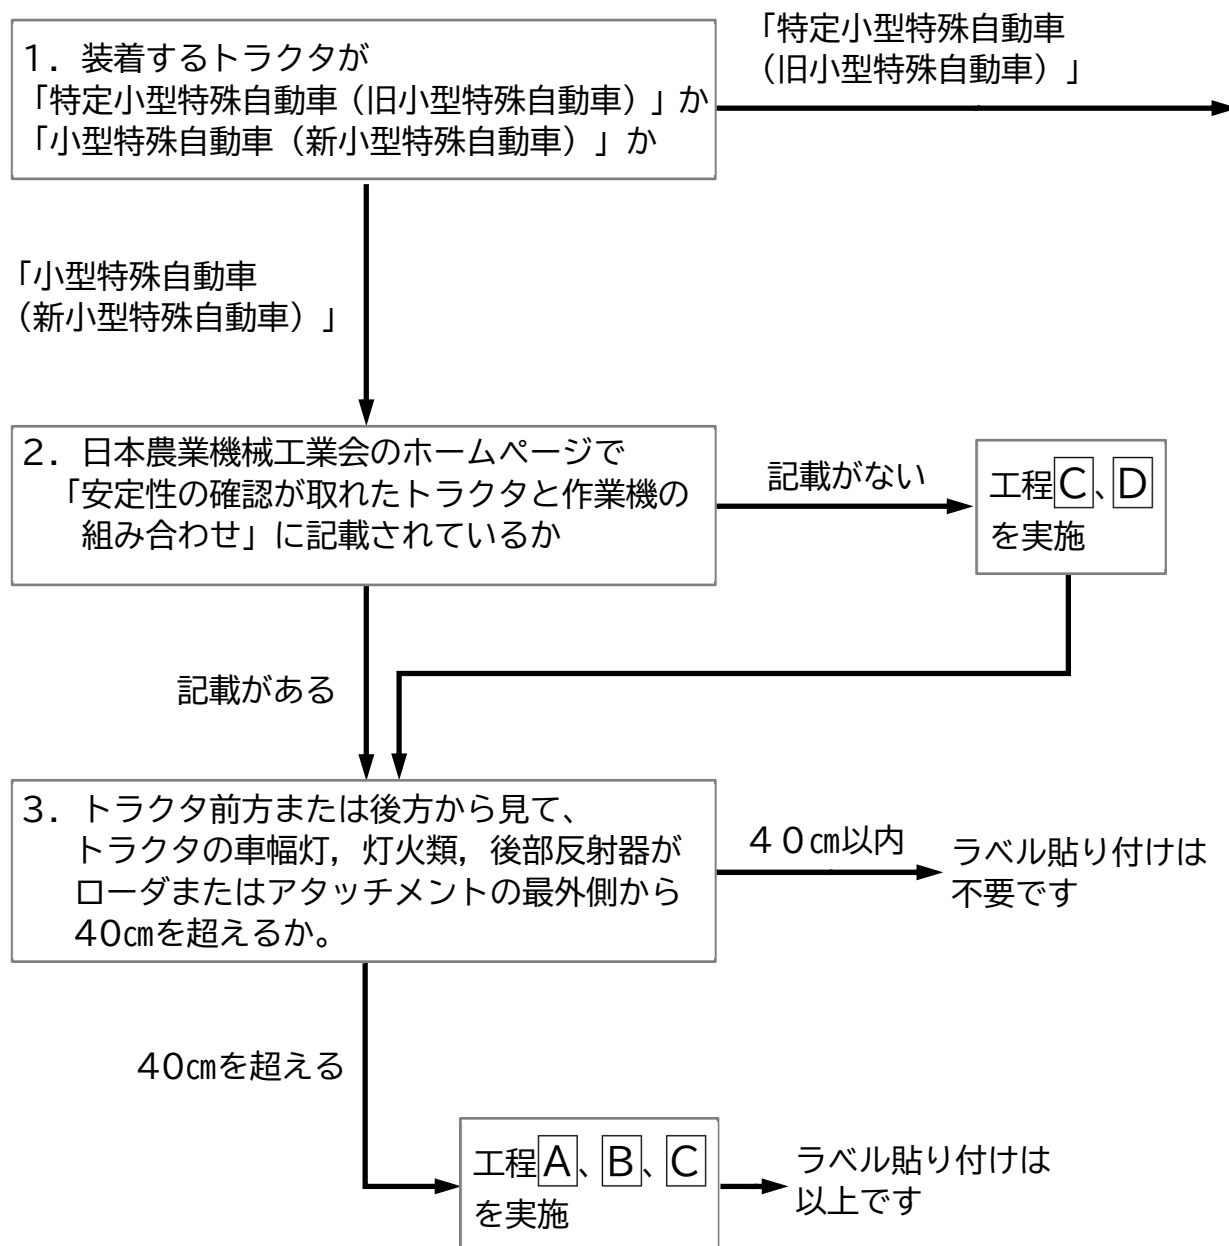 1．装着するトラクタが
「特定小型特殊自動車（旧小型特殊自動車）」か
「小型特殊自動車（新小型特殊自動車）」か
「特定小型特殊自動車
（旧小型特殊自動車）」
「小型特殊自動車
（新小型特殊自動車）」
2．日本農業機械工業会のホームページで
「安定性の確認が取れたトラクタと作業機の
組み合わせ」に記載されているか
記載がない
工程C、D
を実施
記載がある
3．トラクタ前方または後方から見て、
トラクタの車幅灯，灯火類，後部反射器が
ローダまたはアタッチメントの最外側から
40㎝を超えるか。
４０㎝以内
ラベル貼り付けは
不要です
40㎝を超える
工程A、B、C
を実施
ラベル貼り付けは
以上です